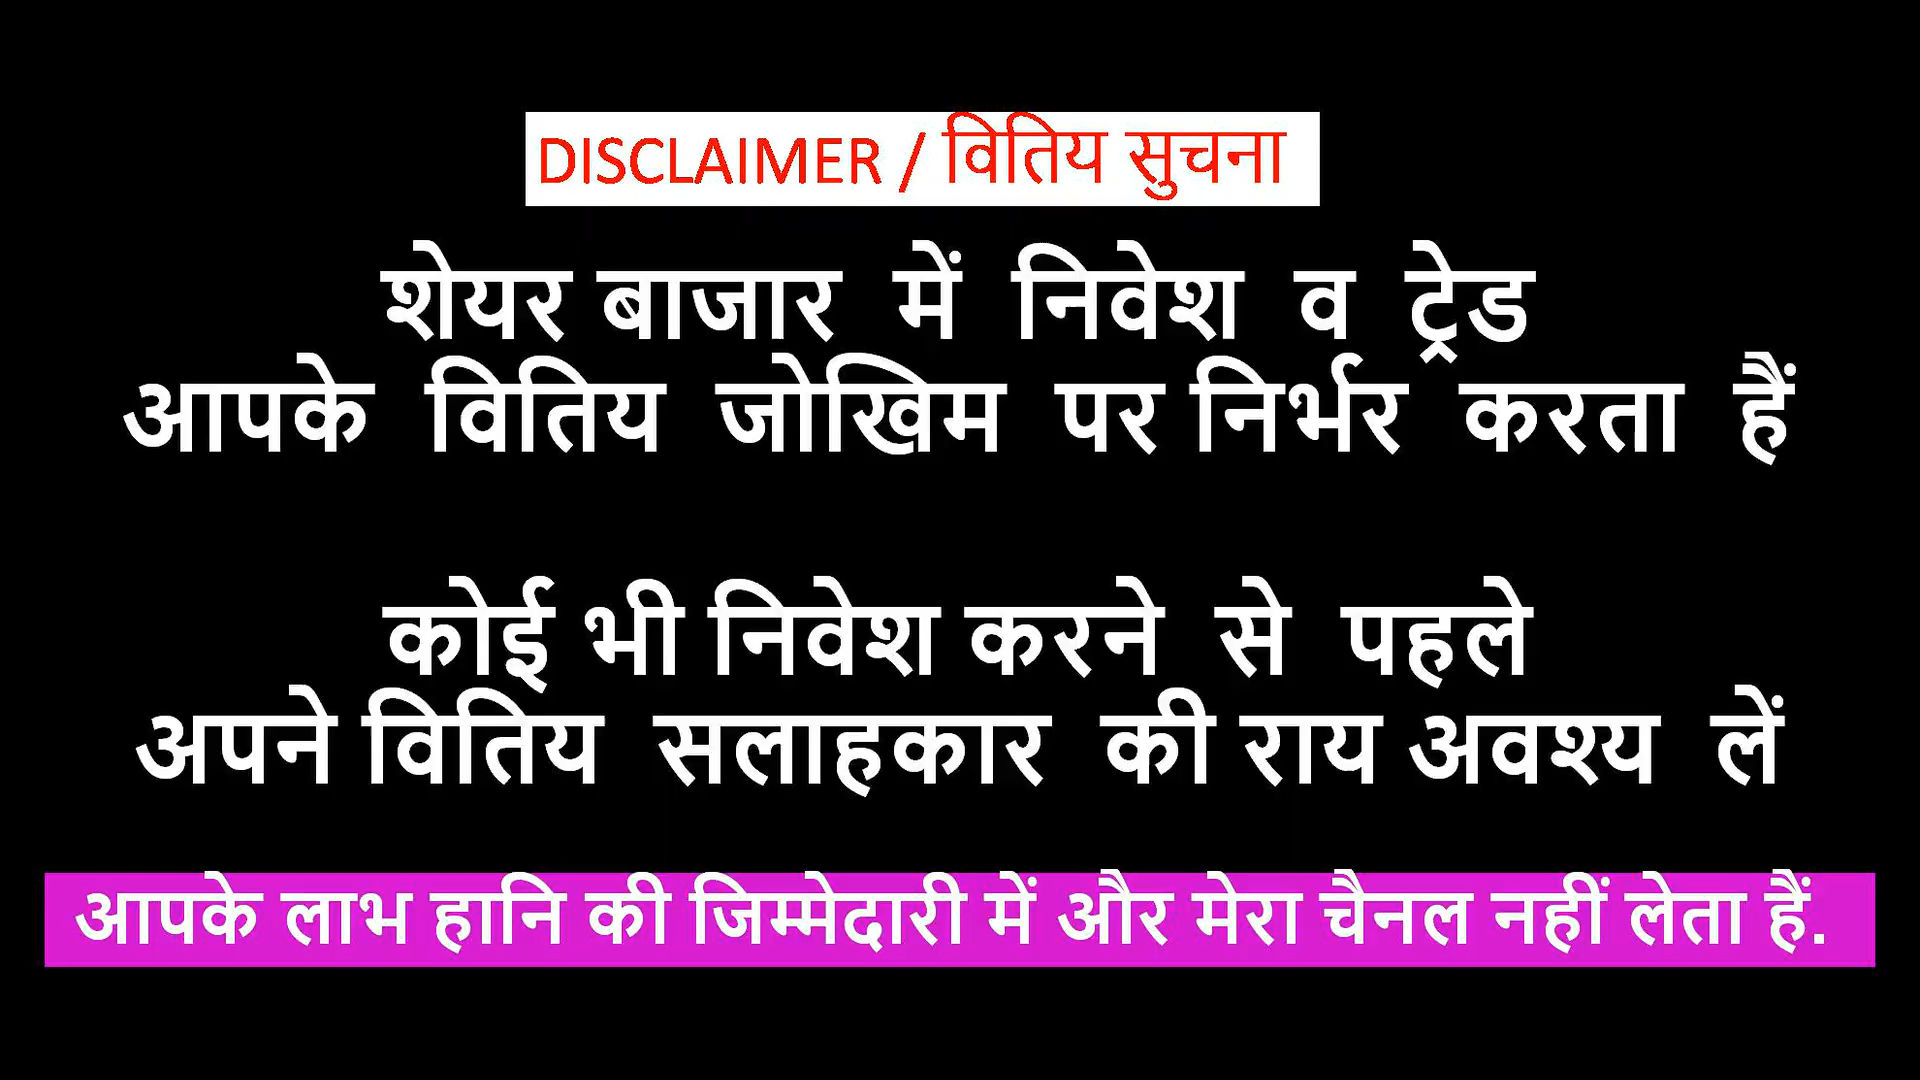 DISCLAIMER / वितिय सुचना
शेयर बाजार में निवेश व ट्रेड
आपके वितिय जोखिम पर निर्भर करता हैं
कोई भी निवेश करने से पहले
अपने वितिय सलाहकार की राय अवश्य लें
आपके लाभ हानि की जिम्मेदारी में और मेरा चैनल नहीं लेता हैं.